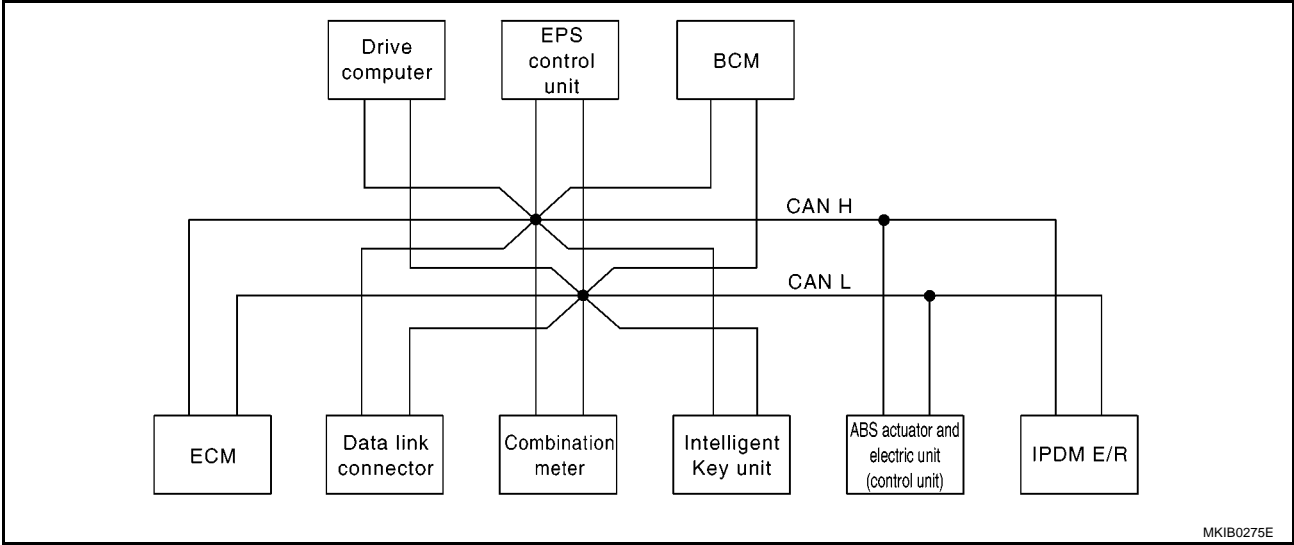 Drive
computer
EPS
control
unit
BCM
CAN H
CAN L
ECM
Data link
connector
Combination
meter
Intelligent
Key unit
ABS actuator and
electric unit
(control unit)
IPDM E/R
MKIB0275E